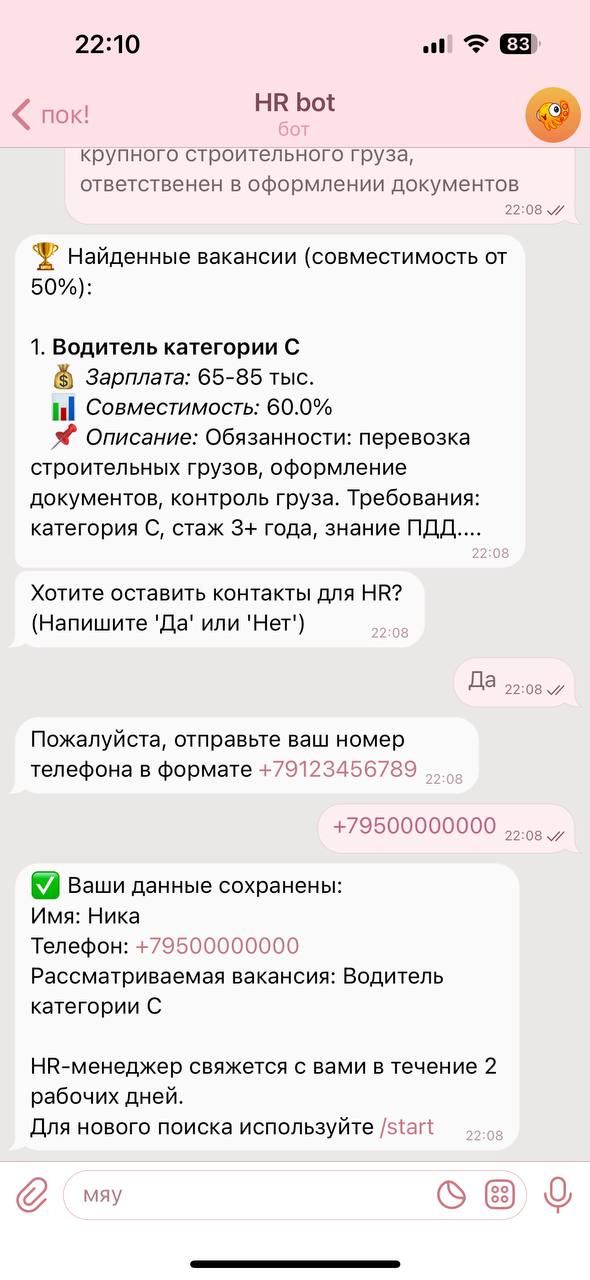 22:10
83
пок!
HR bot
бот
крупного строительного груза,
ответственен в оформлении документов
22:08
Найденные вакансии (совместимость от
50%):
1. Водитель категории C
Зарплата: 65-85 тыс.
Совместимость: 60.0%
Описание: Обязанности: перевозка
строительных грузов, оформление
документов, контроль груза. Требования:
категория C, стаж 3+ года, знание ПДД....
22:08
Хотите оставить контакты для HR?
(Напишите 'Да' или 'Нет')
22:08
Да
22:08
Пожалуйста, отправьте ваш номер
телефона в формате +79123456789
22:08
+79500000000
22:08
Ваши данные сохранены:
Имя: Ника
Телефон: +79500000000
Рассматриваемая вакансия: Водитель
категории C
HR-менеджер свяжется с вами в течение 2
рабочих дней.
Для нового поиска используйте /start
22:08
мяу